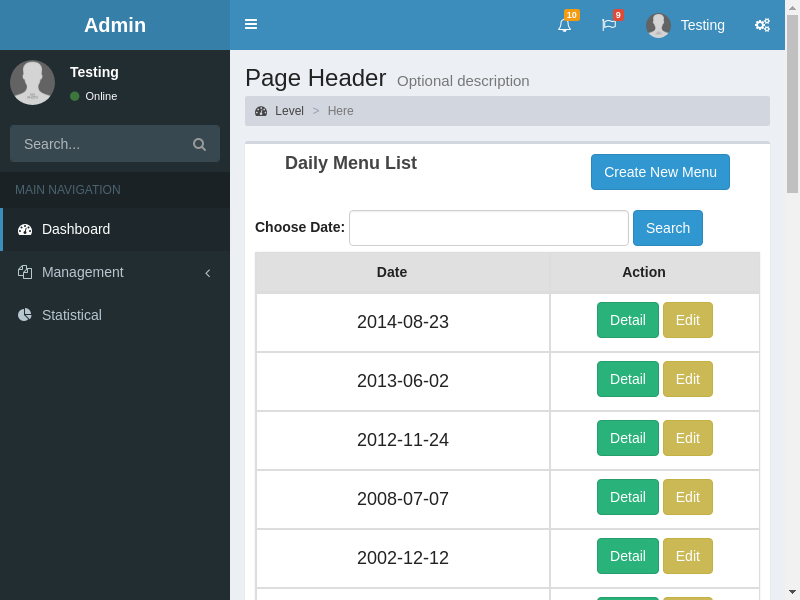 Admin
10
9
Testing
Testing
Online
Search...
MAIN NAVIGATION
Dashboard
Management
Statistical
Page Header Optional description
Level > Here
Daily Menu List
Create New Menu
Choose Date:
Search
Date Action
2014-08-23 Detail Edit
2013-06-02 Detail Edit
2012-11-24 Detail Edit
2008-07-07 Detail Edit
2002-12-12 Detail Edit